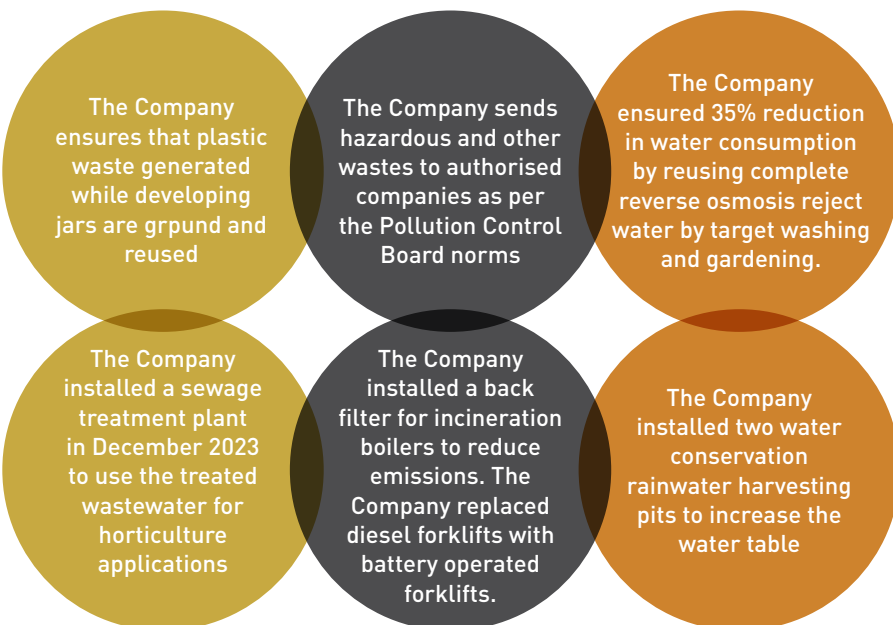 The Company
ensures that plastic
waste generated
while developing
jars are grpund and
reused
The Company sends
hazardous and other
wastes to authorised
companies as per
the Pollution Control
Board norms
The Company
ensured 35% reduction
in water consumption
by reusing complete
reverse osmosis reject
water by target washing
and gardening.
The Company
installed a sewage
treatment plant
in December 2023
to use the treated
wastewater for
horticulture
applications
The Company
installed a back
filter for incineration
boilers to reduce
emissions. The
Company replaced
diesel forklifts with
battery operated
forklifts.
The Company
installed two water
conservation
rainwater harvesting
pits to increase the
water table